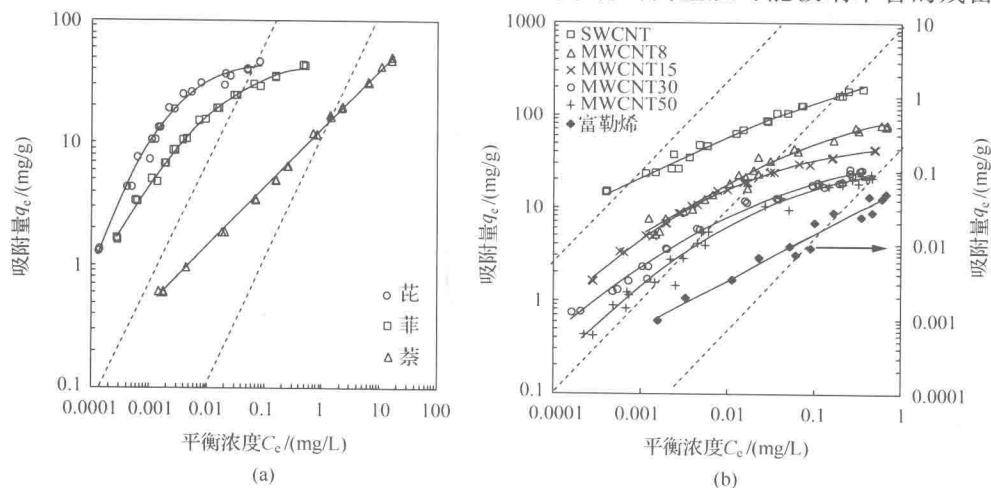 100
10
1
0.1
0.0001 0.001 0.01 0.1 1 10 100
吸附量qe/(mg/g)
平衡浓度Ce/(mg/L)
芘
菲
萘
(a)
1000
100
10
1
0.1
0.0001 0.001 0.01 0.1 1
吸附量qe/(mg/g)
平衡浓度Ce/(mg/L)
SWCNT
MWCNT8
MWCNT15
MWCNT30
MWCNT50
富勒烯
10
1
0.1
0.01
0.001
0.0001
吸附量qe/(mg/g)
(b)